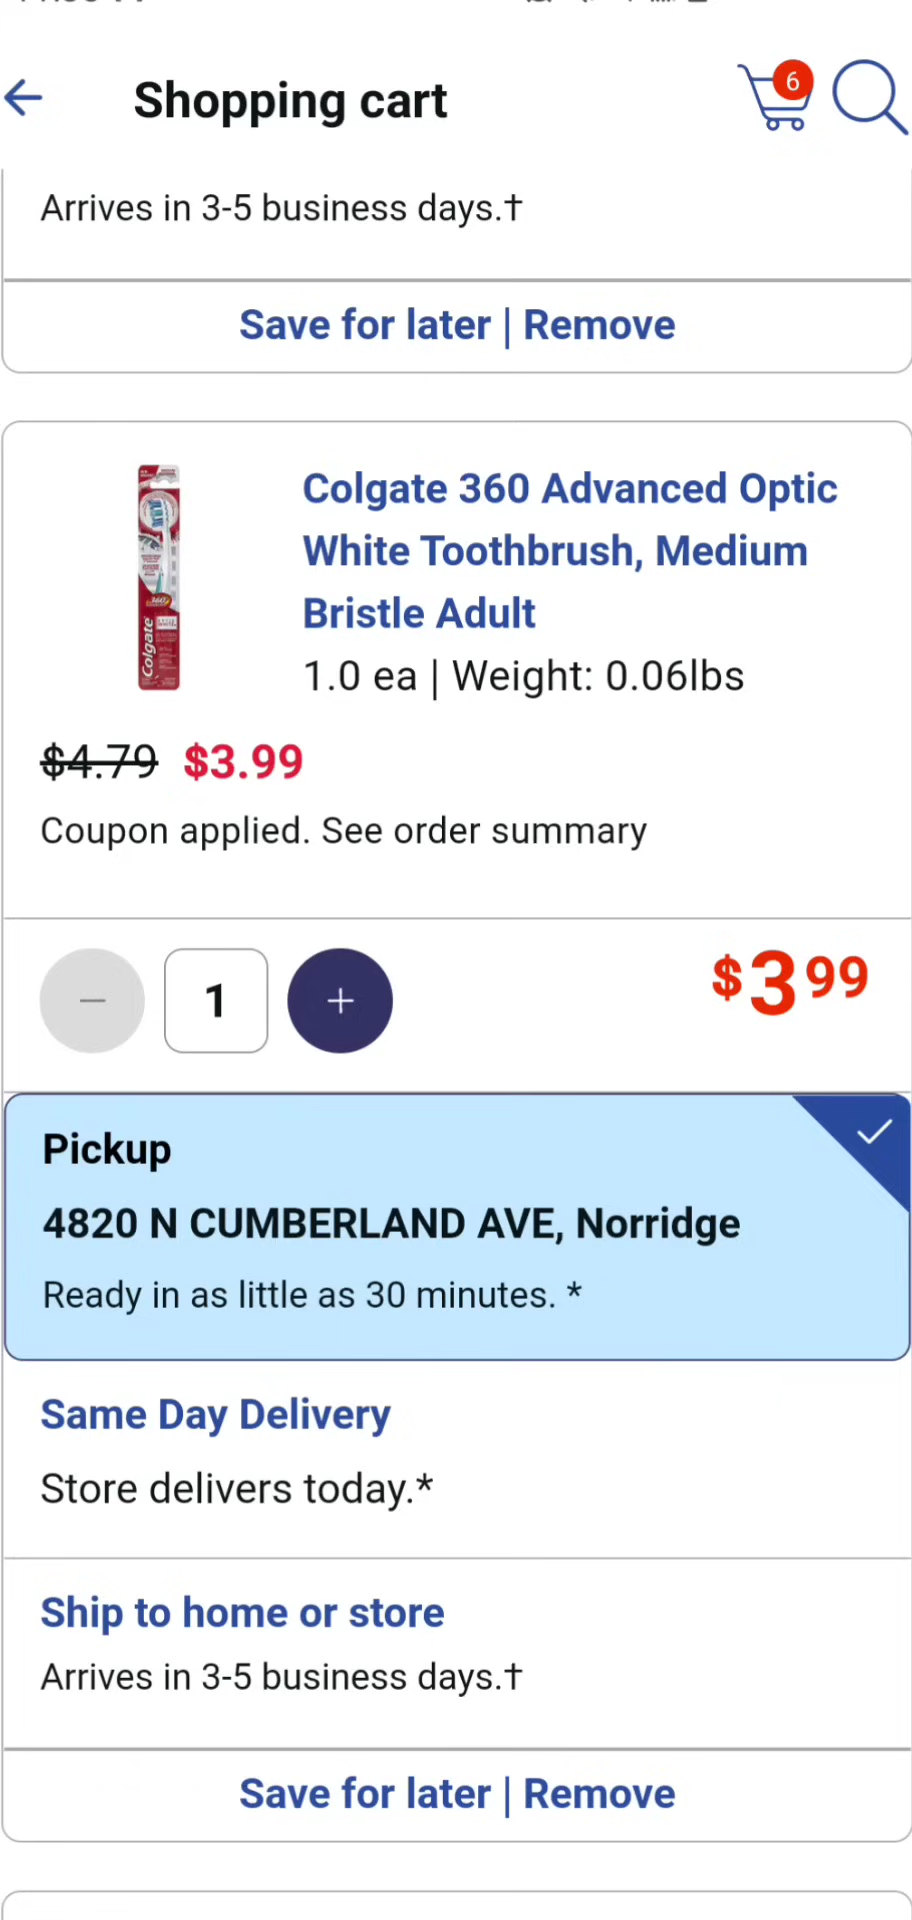 Shopping cart
6
Arrives in 3-5 business days.†
Save for later | Remove
Colgate 360 Advanced Optic
White Toothbrush, Medium
Bristle Adult
1.0 ea | Weight: 0.06lbs
Colgate
$4.79 $3.99
Coupon applied. See order summary
− 1 +
$3 99
Pickup
4820 N CUMBERLAND AVE, Norridge
Ready in as little as 30 minutes. *
Same Day Delivery
Store delivers today.*
Ship to home or store
Arrives in 3-5 business days.†
Save for later | Remove